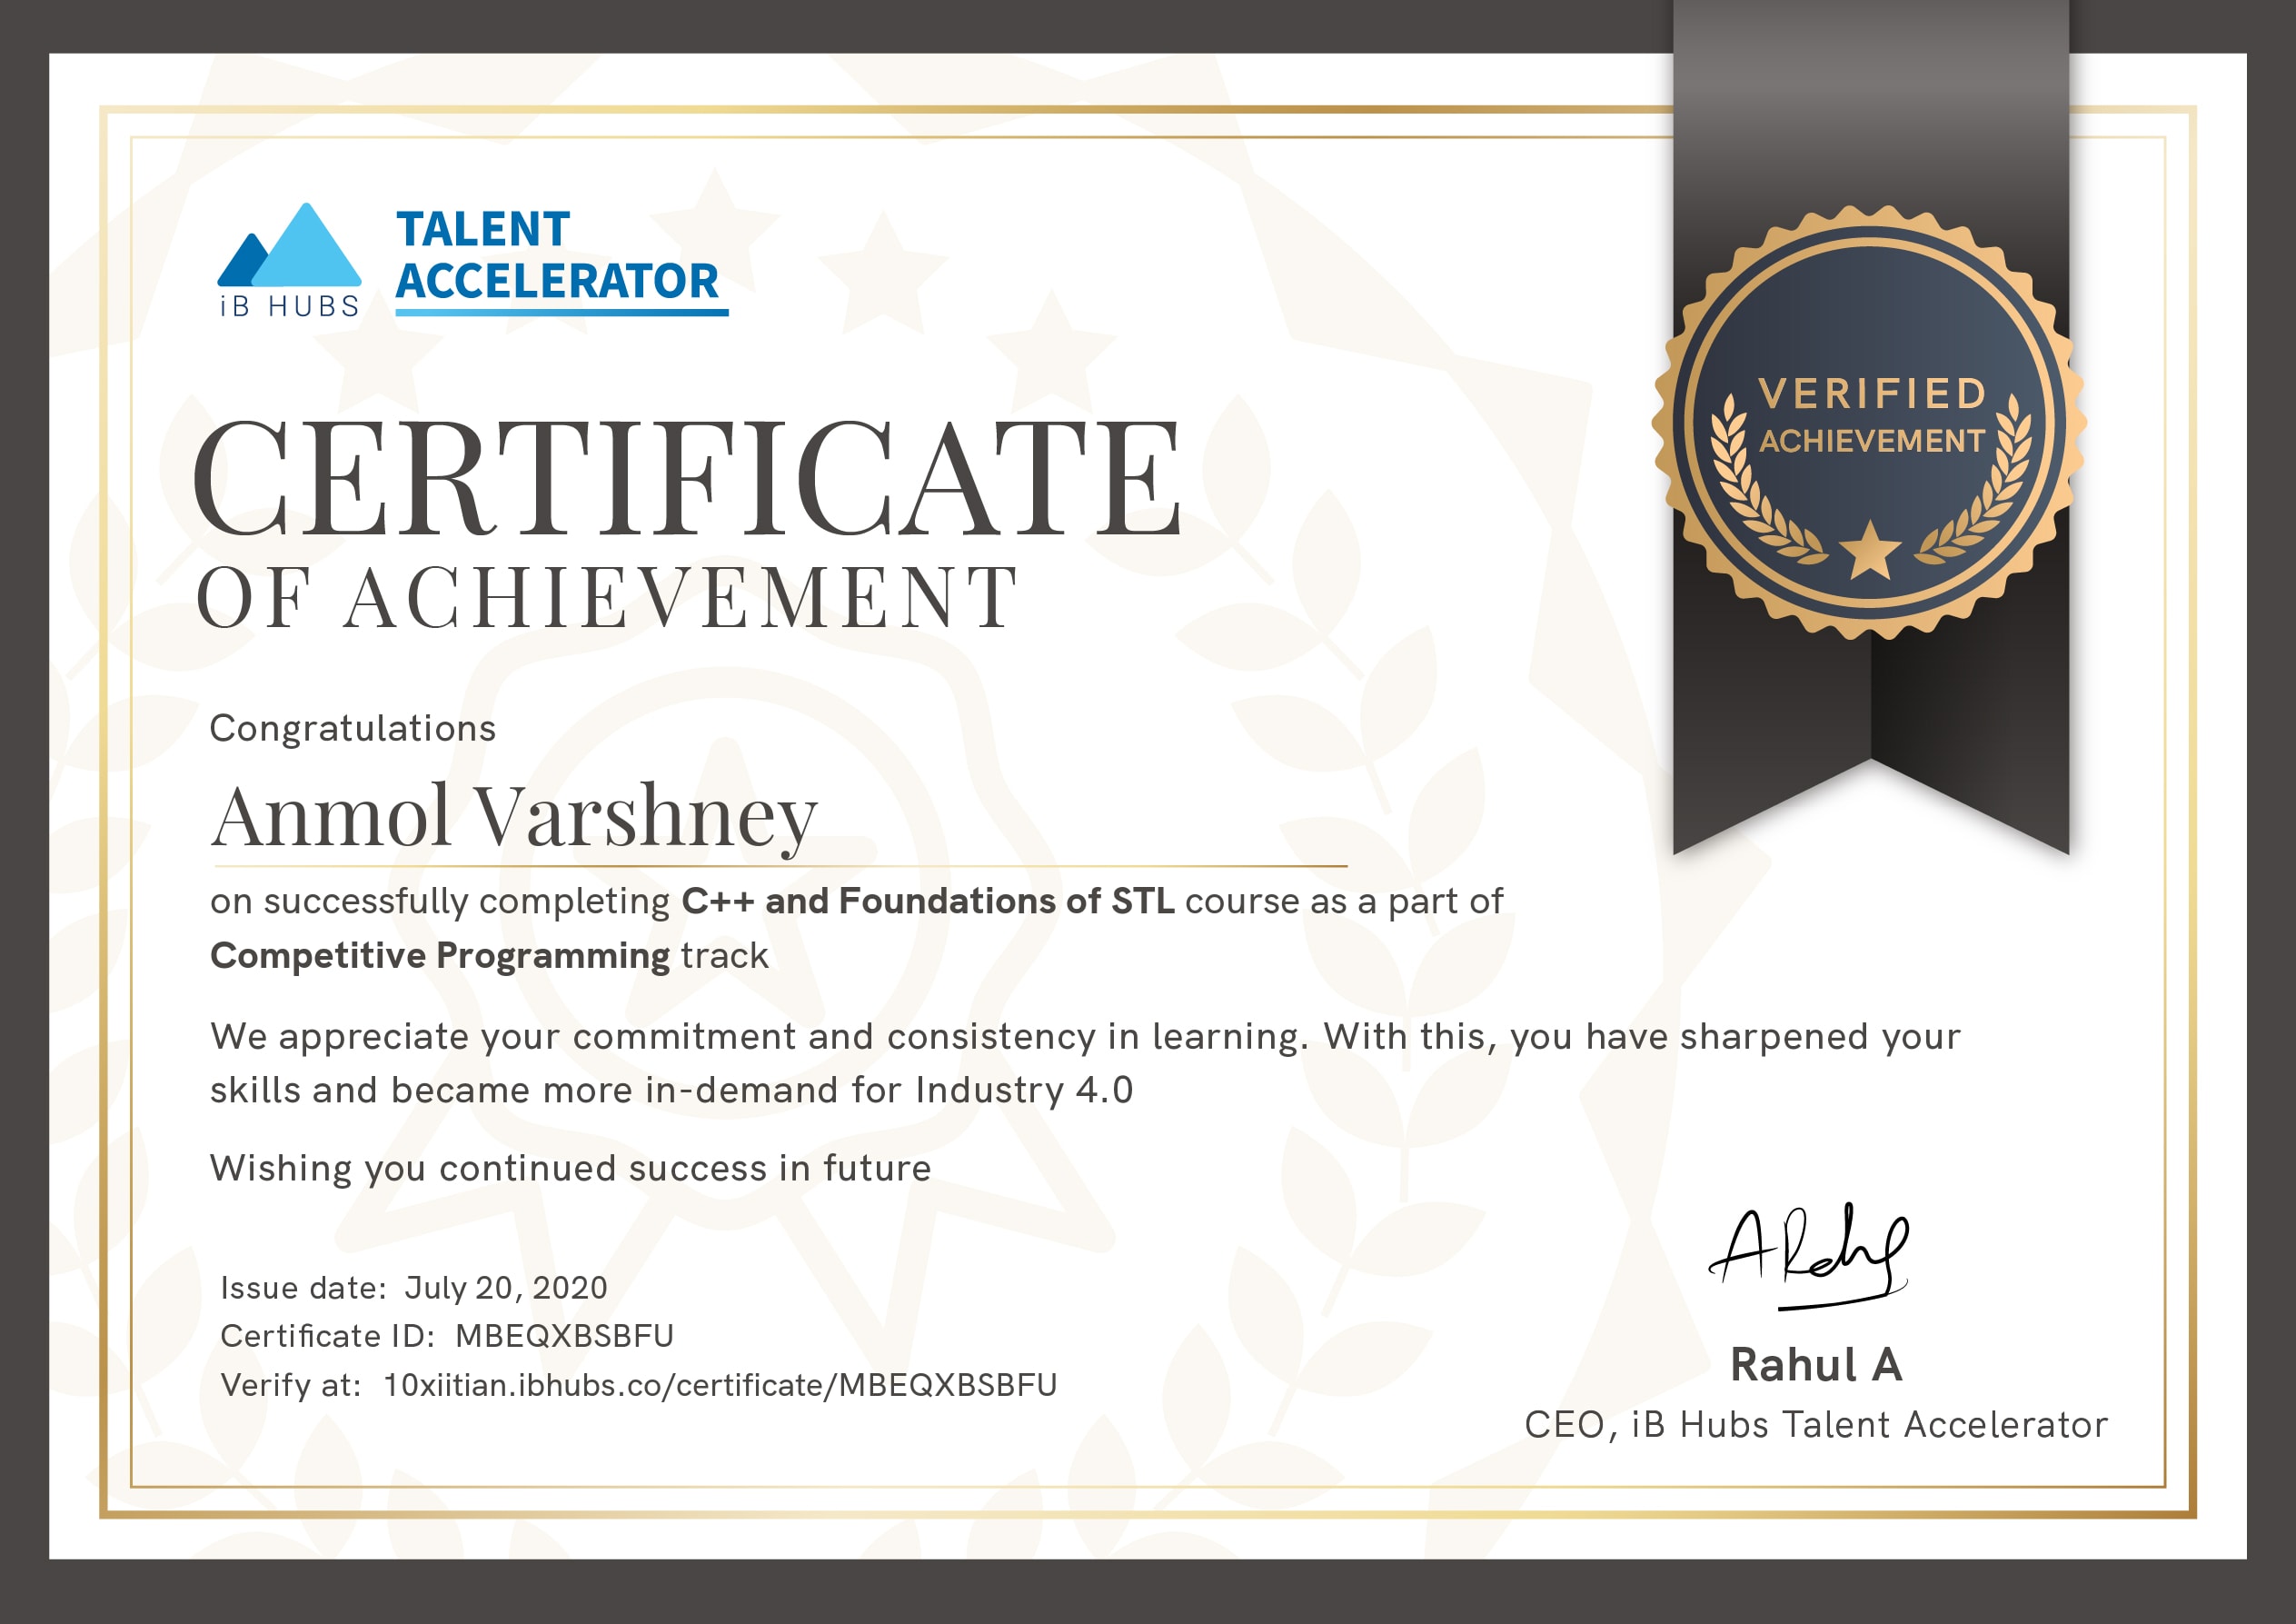 iB HUBS
TALENT
ACCELERATOR
VERIFIED
ACHIEVEMENT
CERTIFICATE
OF ACHIEVEMENT
Congratulations
Anmol Varshney
on successfully completing C++ and Foundations of STL course as a part of
Competitive Programming track
We appreciate your commitment and consistency in learning. With this, you have sharpened your
skills and became more in-demand for Industry 4.0
Wishing you continued success in future
Issue date: July 20, 2020
Certificate ID: MBEQXBSBFU
Verify at: 10xiitian.ibhubs.co/certificate/MBEQXBSBFU
ARahul
Rahul A
CEO, iB Hubs Talent Accelerator